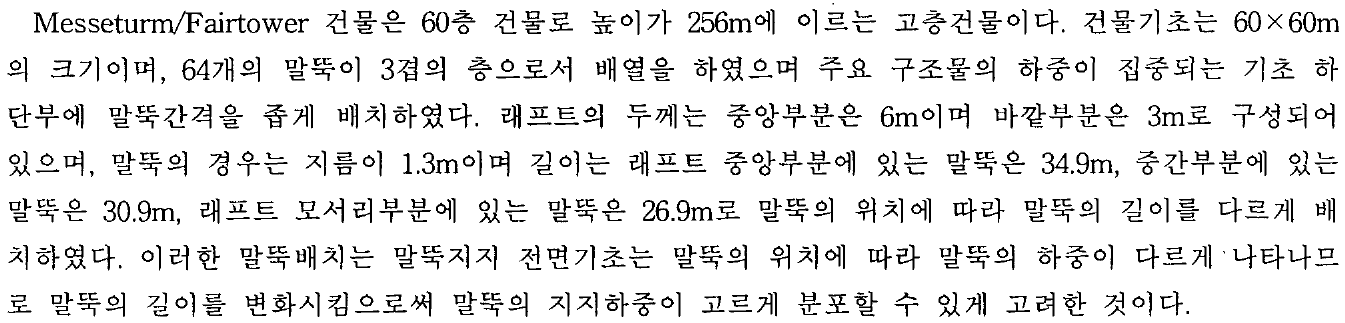 Messeturm/Fairtower 건물은 60층 건물로 높이가 256m에 이르는 고층건물이다. 건물기초는 60×60m
의 크기이며, 64개의 말뚝이 3겹의 층으로서 배열을 하였으며 주요 구조물의 하중이 집중되는 기초 하
단부에 말뚝간격을 좁게 배치하였다. 래프트의 두께는 중앙부분은 6m이며 바깥부분은 3m로 구성되어
있으며, 말뚝의 경우는 지름이 1.3m이며 길이는 래프트 중앙부분에 있는 말뚝은 34.9m, 중간부분에 있는
말뚝은 30.9m, 래프트 모서리부분에 있는 말뚝은 26.9m로 말뚝의 위치에 따라 말뚝의 길이를 다르게 배
치하였다. 이러한 말뚝배치는 말뚝지지 전면기초는 말뚝의 위치에 따라 말뚝의 하중이 다르게 나타나므
로 말뚝의 길이를 변화시킴으로써 말뚝의 지지하중이 고르게 분포할 수 있게 고려한 것이다.